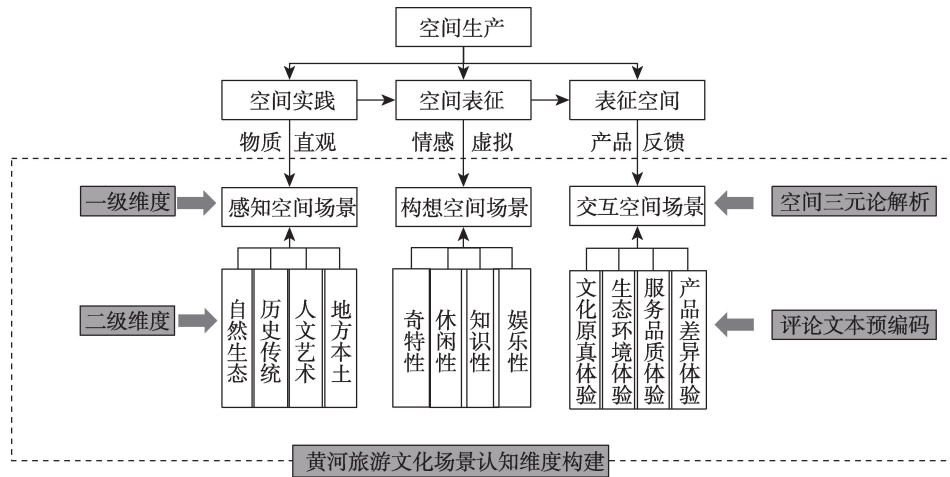 空间生产
空间实践
空间表征
表征空间
物质 直观
情感 虚拟
产品 反馈
一级维度
感知空间场景
构想空间场景
交互空间场景
空间三元论解析
二级维度
自然生态
历史传统
人文艺术
地方本土
奇特性
休闲性
知识性
娱乐性
文化原真体验
生态环境体验
服务品质体验
产品差异体验
评论文本预编码
黄河旅游文化场景认知维度构建